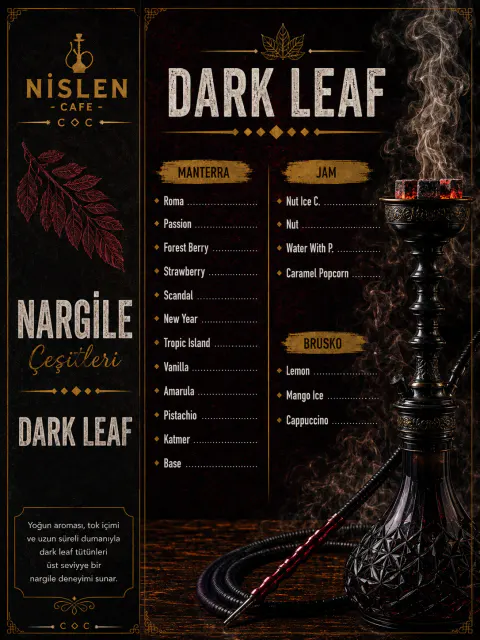 NİSLEN
- CAFE -
C O C
NARGİLE
Çeşitleri
DARK LEAF
Yoğun aroması, tok içimi
ve uzun süreli dumanıyla
dark leaf tütünleri
üst seviyye bir
nargile deneyimi sunar.
C O C
DARK LEAF
MANTERRA
Roma
Passion
Forest Berry
Strawberry
Scandal
New Year
Tropic Island
Vanilla
Amarula
Pistachio
Katmer
Base
JAM
Nut Ice C.
Nut
Water With P.
Caramel Popcorn
BRUSKO
Lemon
Mango Ice
Cappuccino